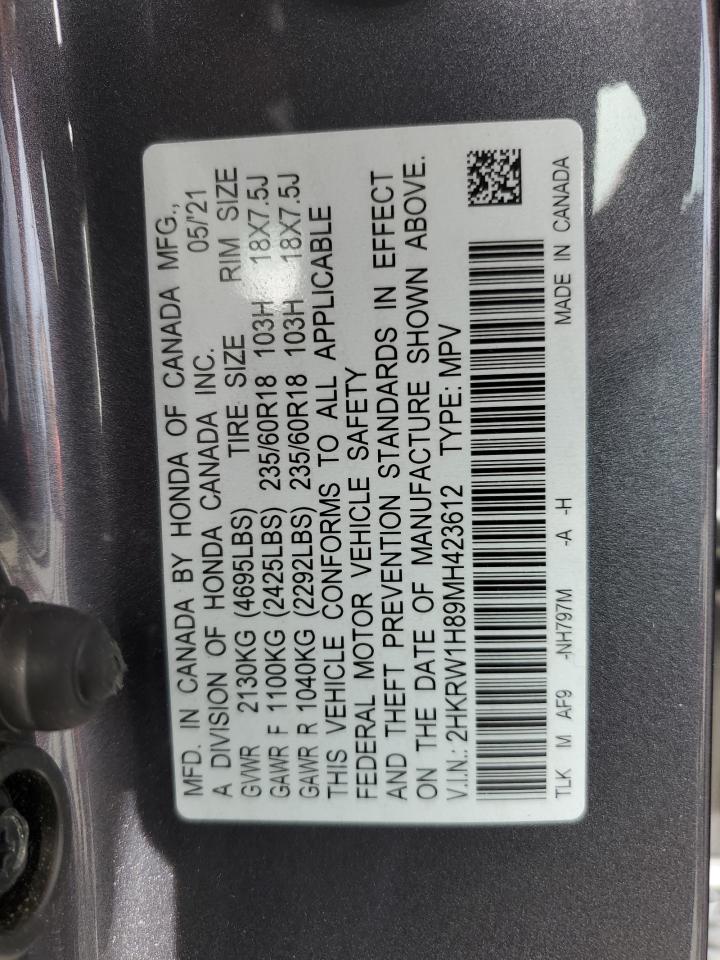 MFD. IN CANADA BY HONDA OF CANADA MFG.,
A DIVISION OF HONDA CANADA INC. 05/'21
GVWR 2130KG (4695LBS) TIRE SIZE RIM SIZE
GAWR F 1100KG (2425LBS) 235/60R18 103H 18X7.5J
GAWR R 1040KG (2292LBS) 235/60R18 103H 18X7.5J
THIS VEHICLE CONFORMS TO ALL APPLICABLE
FEDERAL MOTOR VEHICLE SAFETY
AND THEFT PREVENTION STANDARDS IN EFFECT
ON THE DATE OF MANUFACTURE SHOWN ABOVE.
V.I.N.: 2HKRW1H89MH423612 TYPE: MPV
TLK M AF9 -NH797M -A -H MADE IN CANADA